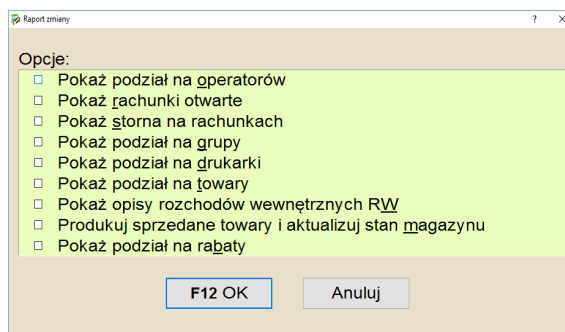 Raport zmiany
Opcje:
Pokaż podział na operatorów
Pokaż rachunki otwarte
Pokaż storna na rachunkach
Pokaż podział na grupy
Pokaż podział na drukarki
Pokaż podział na towary
Pokaż opisy rozchodów wewnętrznych RW
Produkuj sprzedane towary i aktualizuj stan magazynu
Pokaż podział na rabaty
F12 OK Anuluj